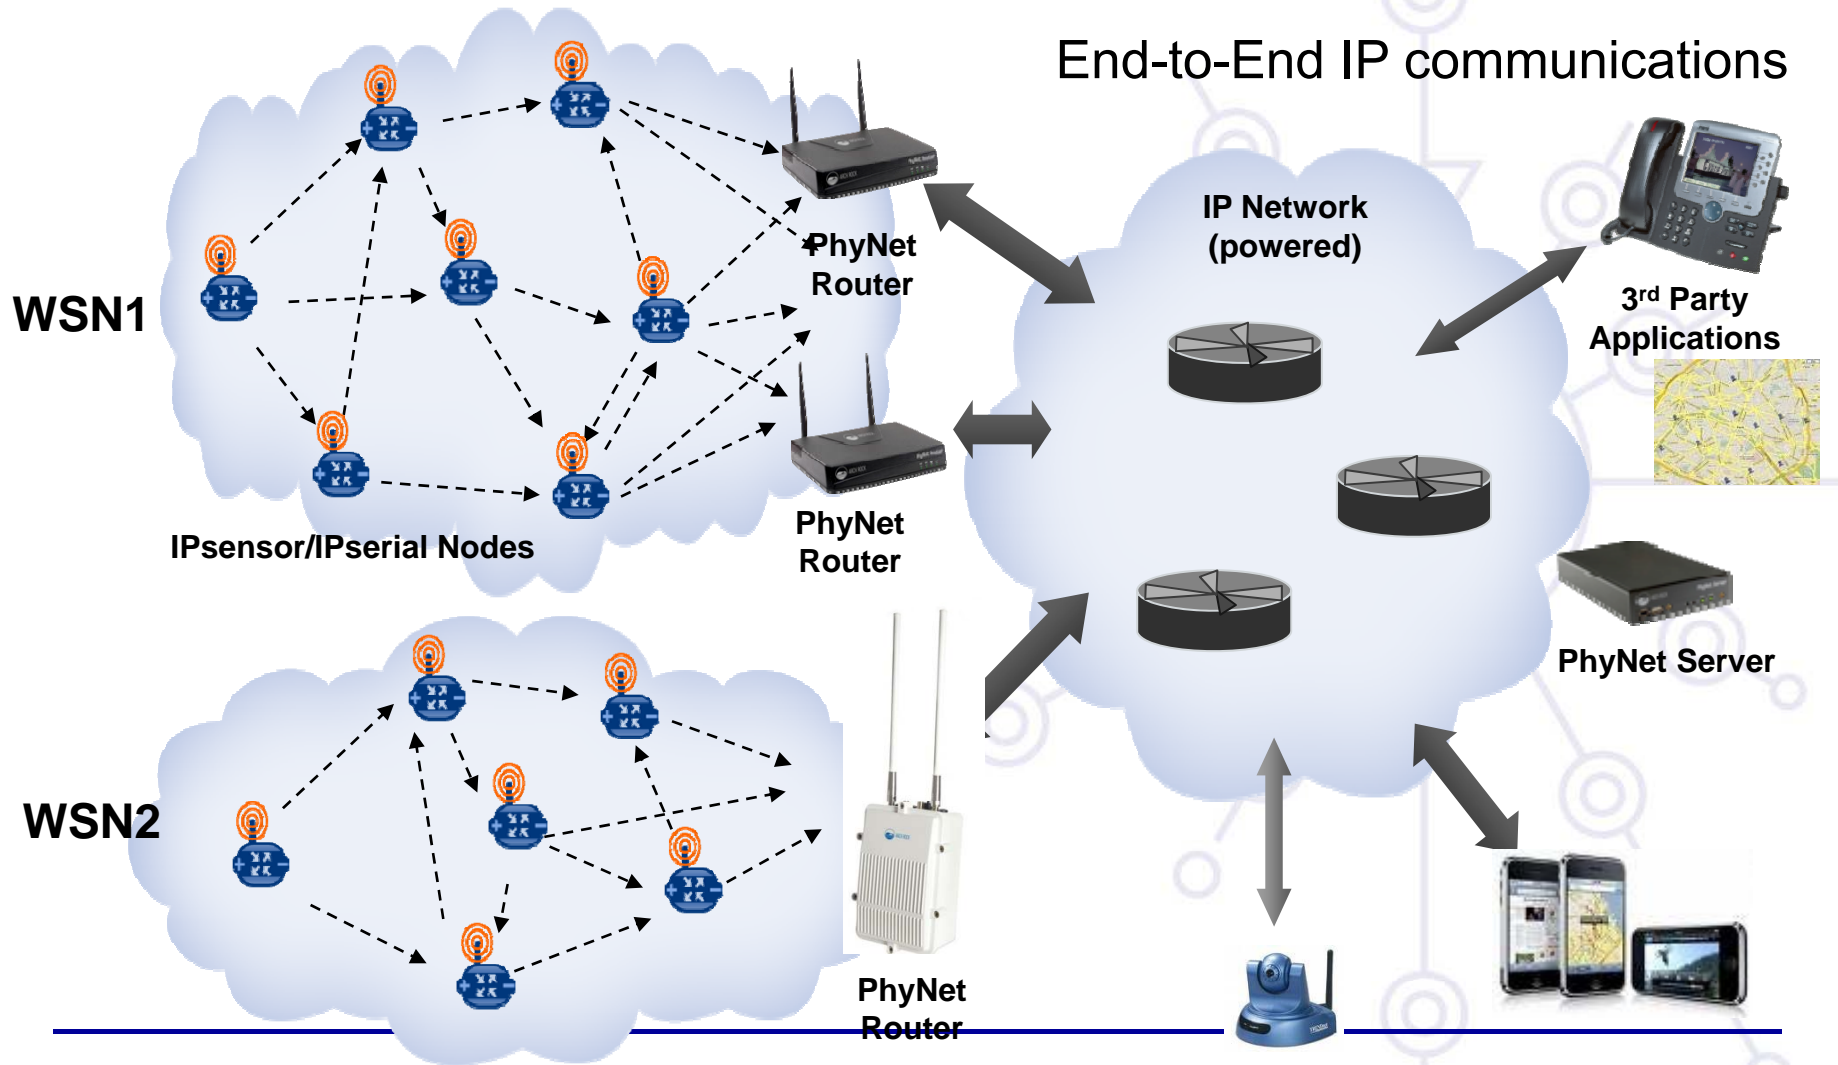 End-to-End IP communications
IP Network
(powered)
PhyNet
Router
WSN1
3rd Party
Applications
PhyNet
Router
IPsensor/IPserial Nodes
PhyNet Server
WSN2
PhyNet
Router